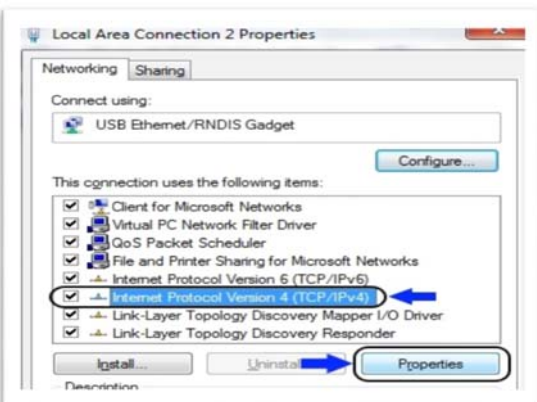 Local Area Connection 2 Properties
Networking Sharing
Connect using:
USB Ethernet/RNDIS Gadget
Configure...
This connection uses the following items:
Client for Microsoft Networks
Virtual PC Network Filter Driver
QoS Packet Scheduler
File and Printer Sharing for Microsoft Networks
Internet Protocol Version 6 (TCP/IPv6)
Internet Protocol Version 4 (TCP/IPv4)
Link-Layer Topology Discovery Mapper I/O Driver
Link-Layer Topology Discovery Responder
Install... Uninstall Properties
Description